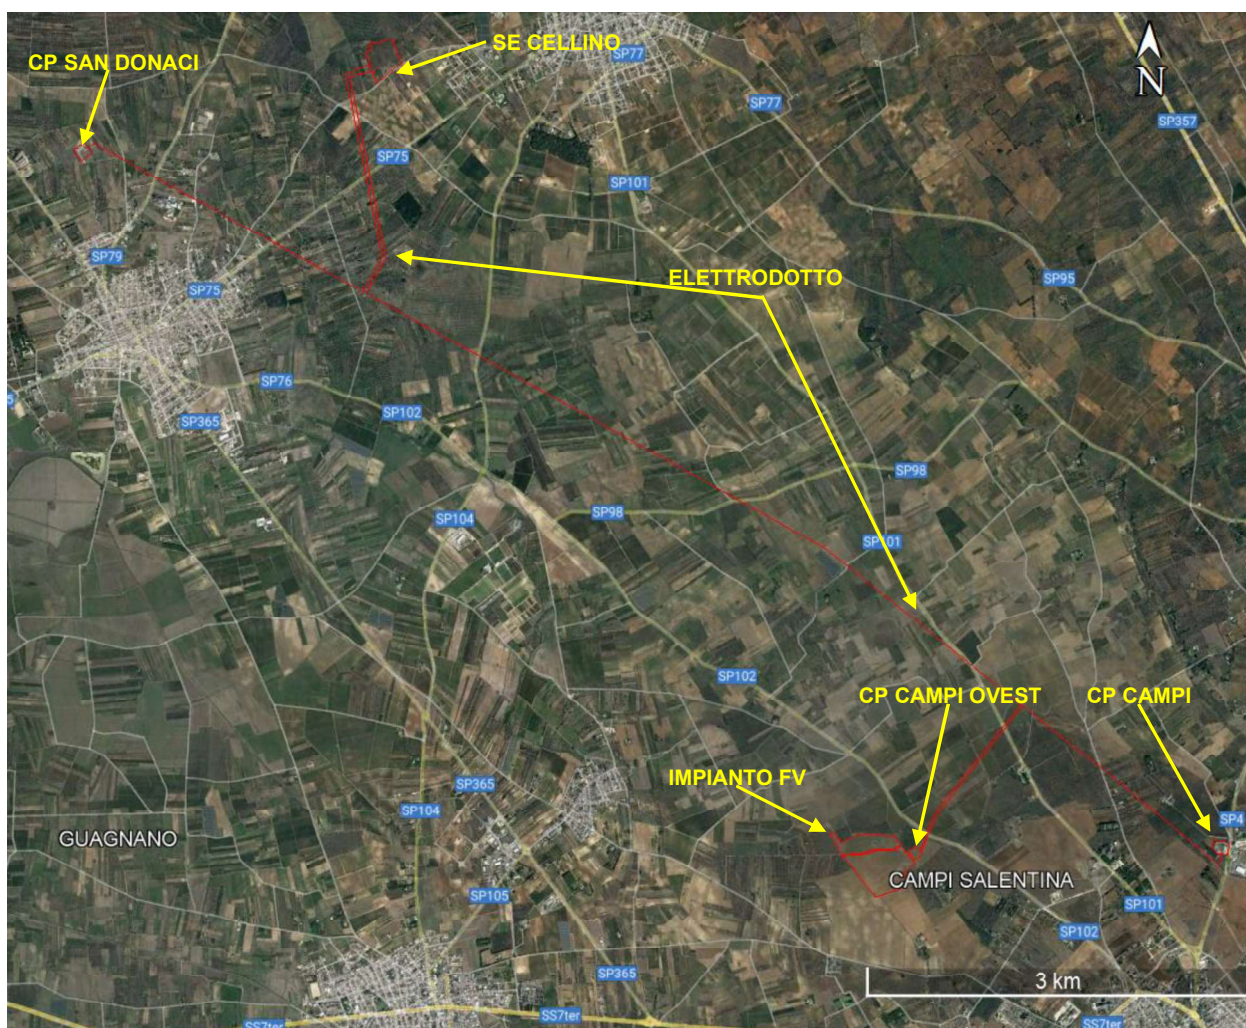 SE CELLINO
SP77
CP SAN DONACI
N
SP77
SP357
SP75
SP101
SP79
ELETTRODOTTO
SP95
SP75
SP76
SP102
SP365
SP98
SP98
SP104
SP101
SP102
CP CAMPI OVEST
CP CAMPI
IMPIANTO FV
SP365
SP104
SP4
GUAGNANO
CAMPI SALENTINA
SP105
SP101
SP102
SP365
3 km
SS7ter
SS7ter
SS7ter